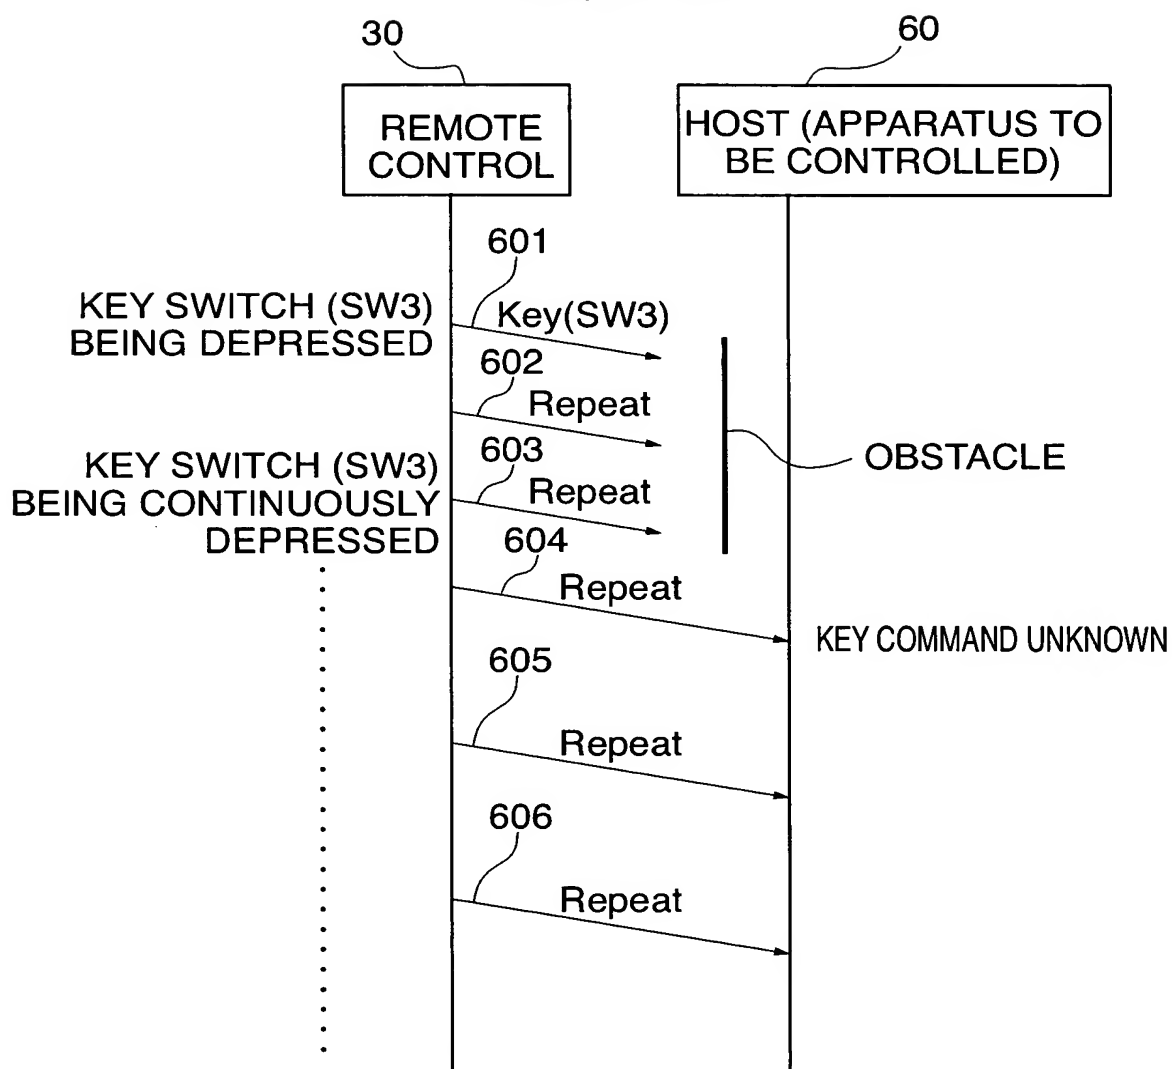 30
60
REMOTE
CONTROL
HOST (APPARATUS TO
BE CONTROLLED)
601
KEY SWITCH (SW3)
BEING DEPRESSED
Key(SW3)
602
Repeat
KEY SWITCH (SW3)
BEING CONTINUOUSLY
DEPRESSED
603
Repeat
OBSTACLE
604
Repeat
KEY COMMAND UNKNOWN
605
Repeat
606
Repeat